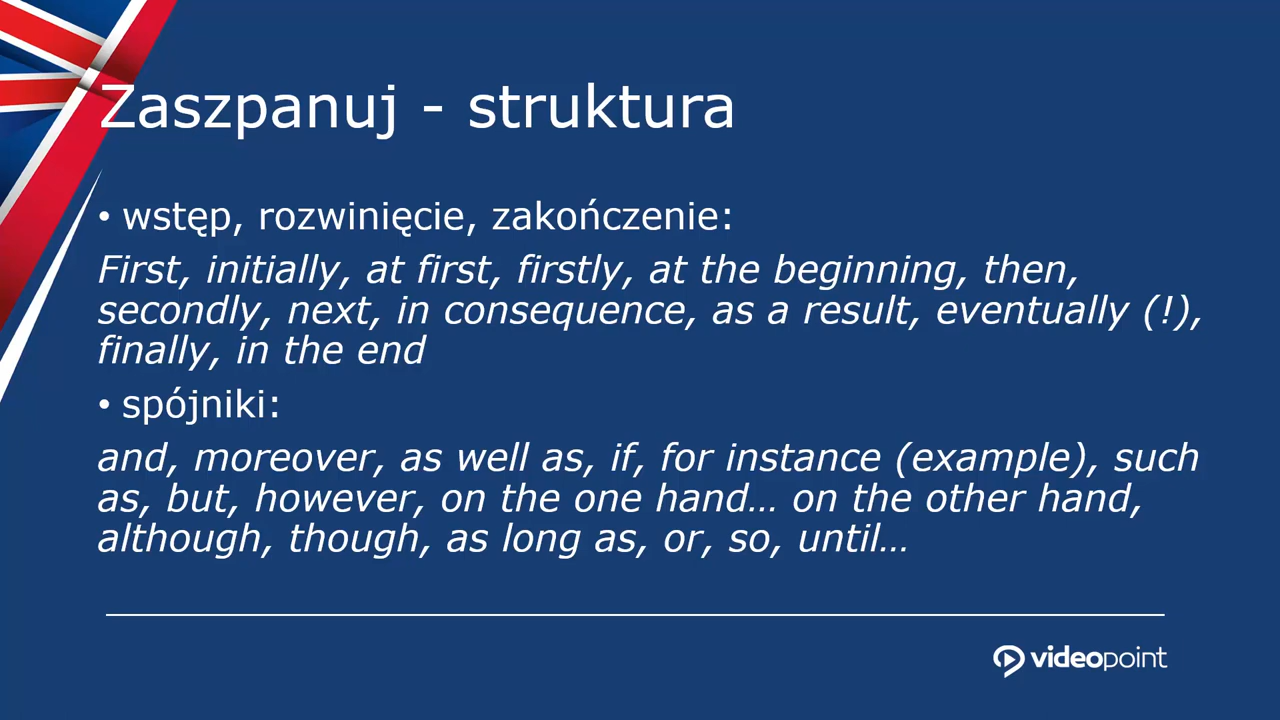 Zaszpanuj - struktura
• wstęp, rozwinięcie, zakończenie:
First, initially, at first, firstly, at the beginning, then,
secondly, next, in consequence, as a result, eventually (!),
finally, in the end
• spójniki:
and, moreover, as well as, if, for instance (example), such
as, but, however, on the one hand… on the other hand,
although, though, as long as, or, so, until…
videopoint